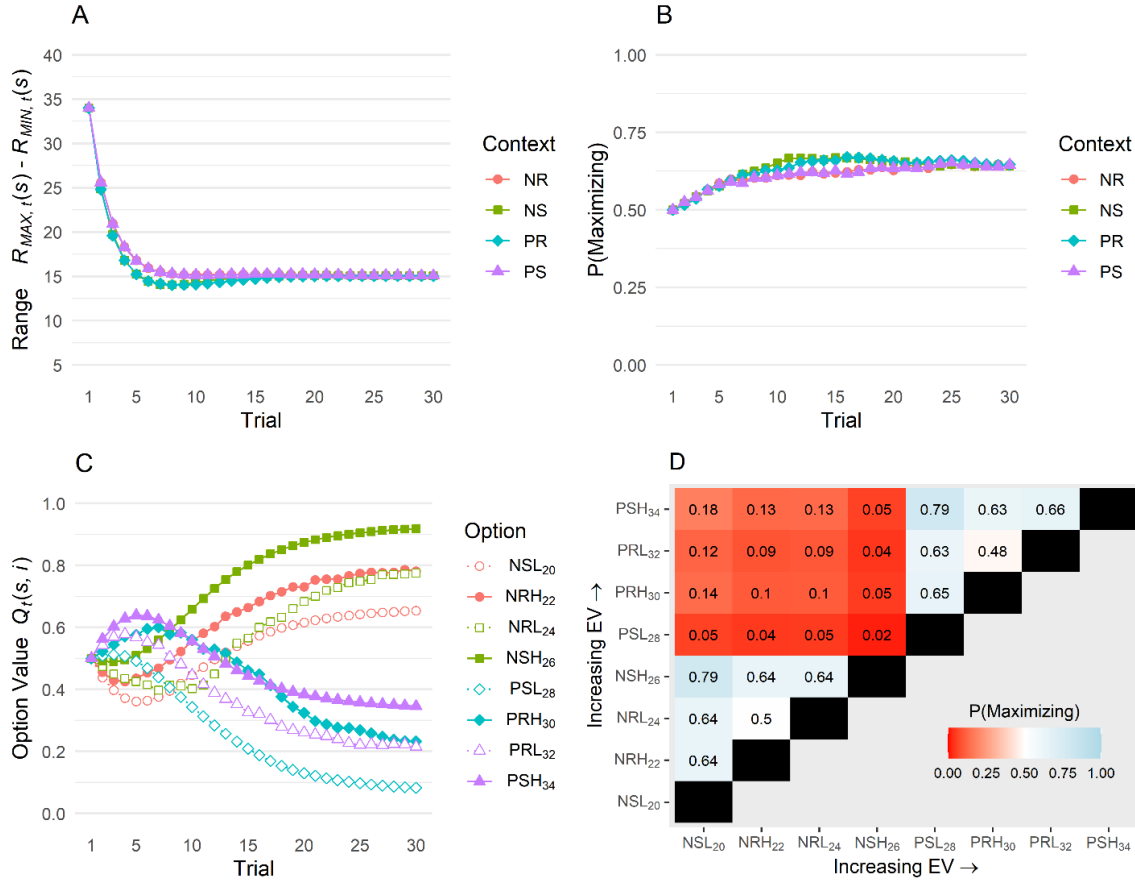 A
Range R_MAX, t(s) - R_MIN, t(s)
40
35
30
25
20
15
10
5
1 5 10 15 20 25 30
Trial
Context
NR
NS
PR
PS
B
P(Maximizing)
1.00
0.75
0.50
0.25
0.00
1 5 10 15 20 25 30
Trial
Context
NR
NS
PR
PS
C
Option Value Q_t(s, i)
1.0
0.8
0.6
0.4
0.2
0.0
1 5 10 15 20 25 30
Trial
Option
NSL20
NRH22
NRL24
NSH26
PSL28
PRH30
PRL32
PSH34
D
Increasing EV →
PSH34 0.18 0.13 0.13 0.05 0.79 0.63 0.66
PRL32 0.12 0.09 0.09 0.04 0.63 0.48
PRH30 0.14 0.1 0.1 0.05 0.65
PSL28 0.05 0.04 0.05 0.02
NSH26 0.79 0.64 0.64
NRL24 0.64 0.5
NRH22 0.64
NSL20
P(Maximizing)
0.00 0.25 0.50 0.75 1.00
NSL20 NRH22 NRL24 NSH26 PSL28 PRH30 PRL32 PSH34
Increasing EV →